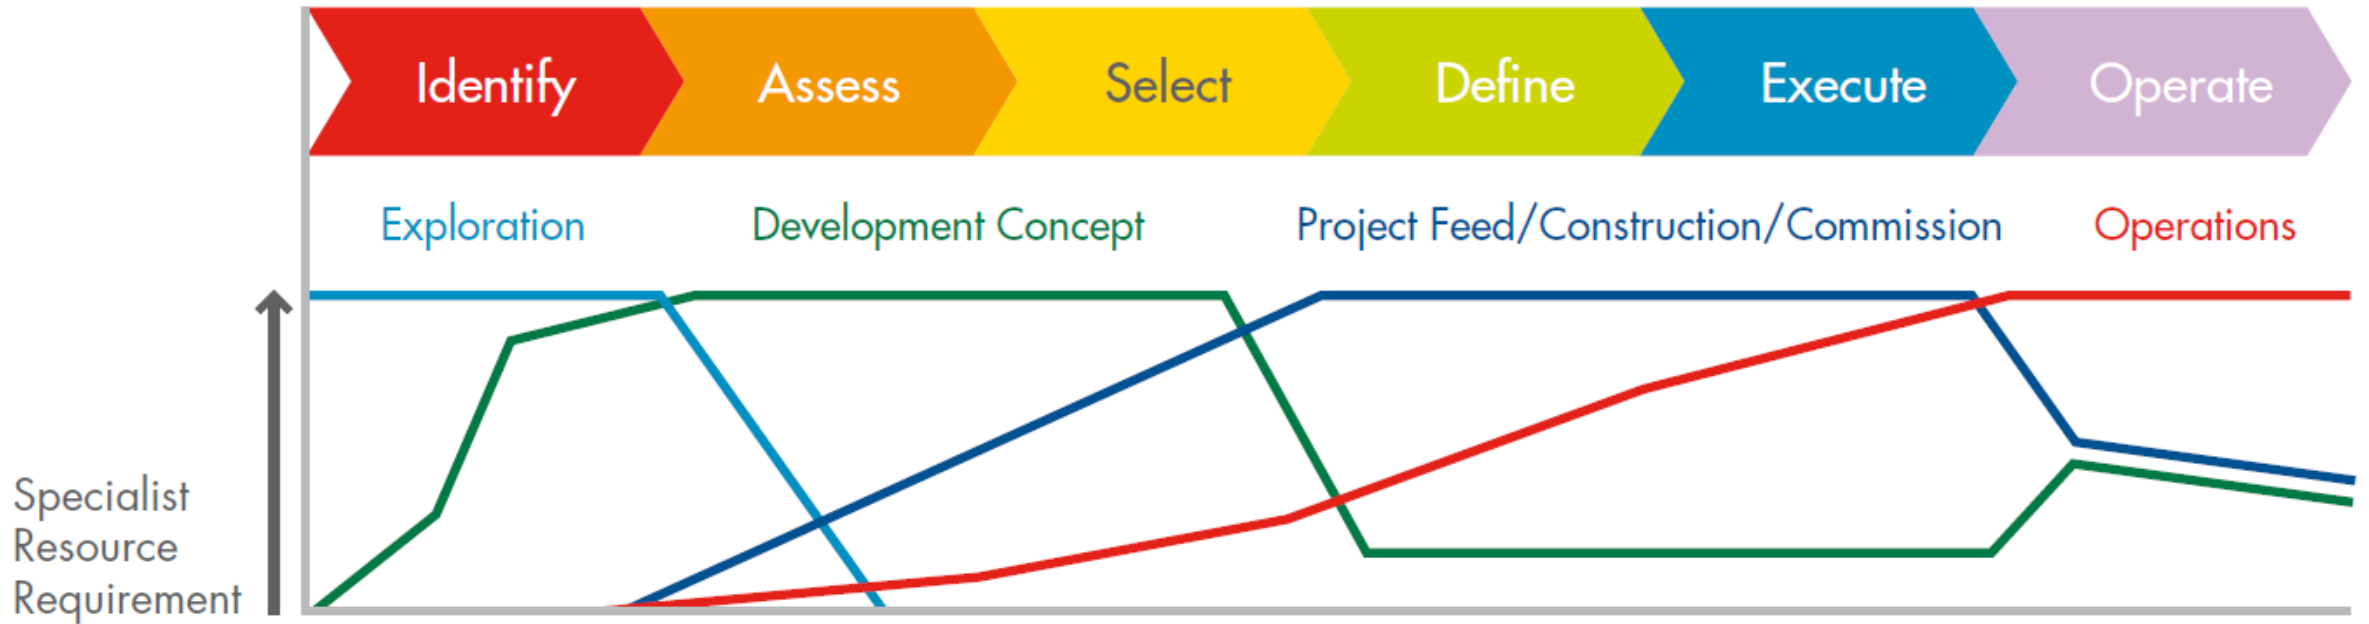 Identify
Assess
Select
Define
Execute
Operate
Exploration
Development Concept
Project Feed/Construction/Commission
Operations
Specialist
Resource
Requirement